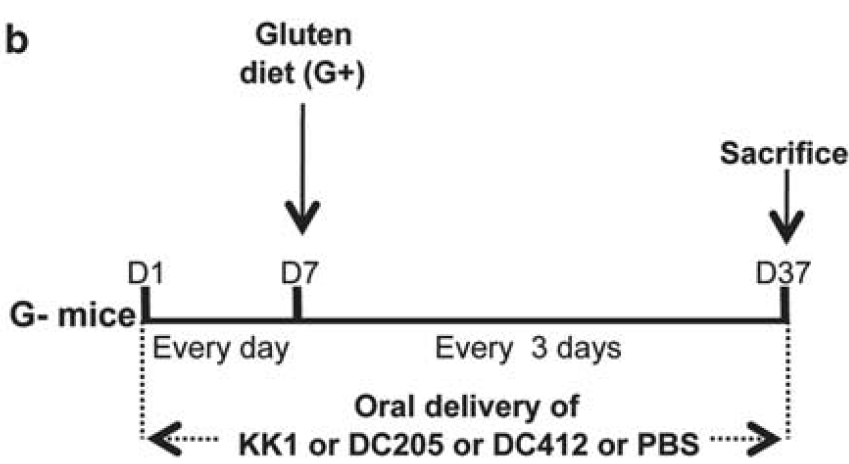 b
Gluten
diet (G+)
Sacrifice
D1
D7
D37
G- mice
Every day
Every 3 days
Oral delivery of
KK1 or DC205 or DC412 or PBS